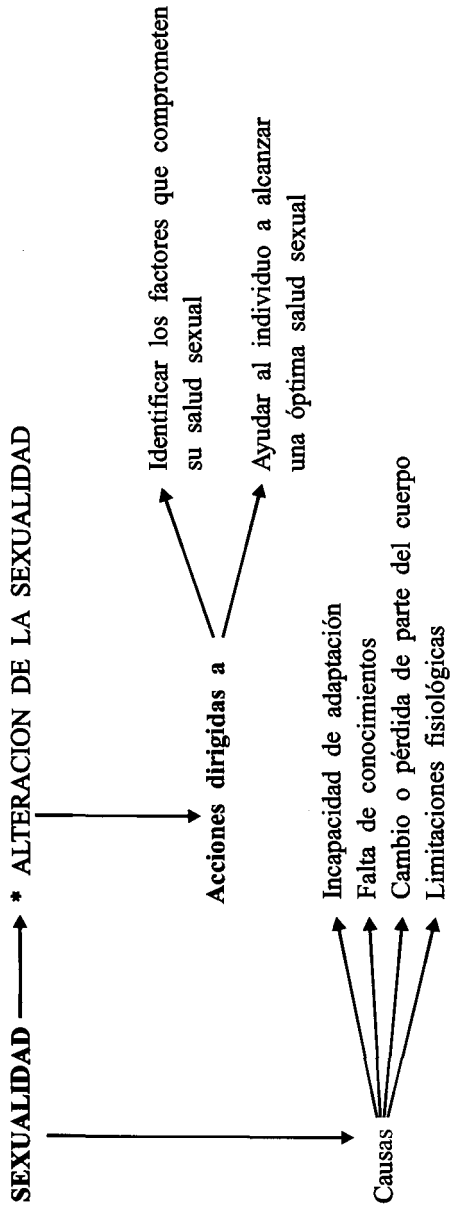 SEXUALIDAD * ALTERACION DE LA SEXUALIDAD
Acciones dirigidas a
Identificar los factores que comprometen
su salud sexual
Ayudar al individuo a alcanzar
una óptima salud sexual
Causas
Incapacidad de adaptación
Falta de conocimientos
Cambio o pérdida de parte del cuerpo
Limitaciones fisiológicas